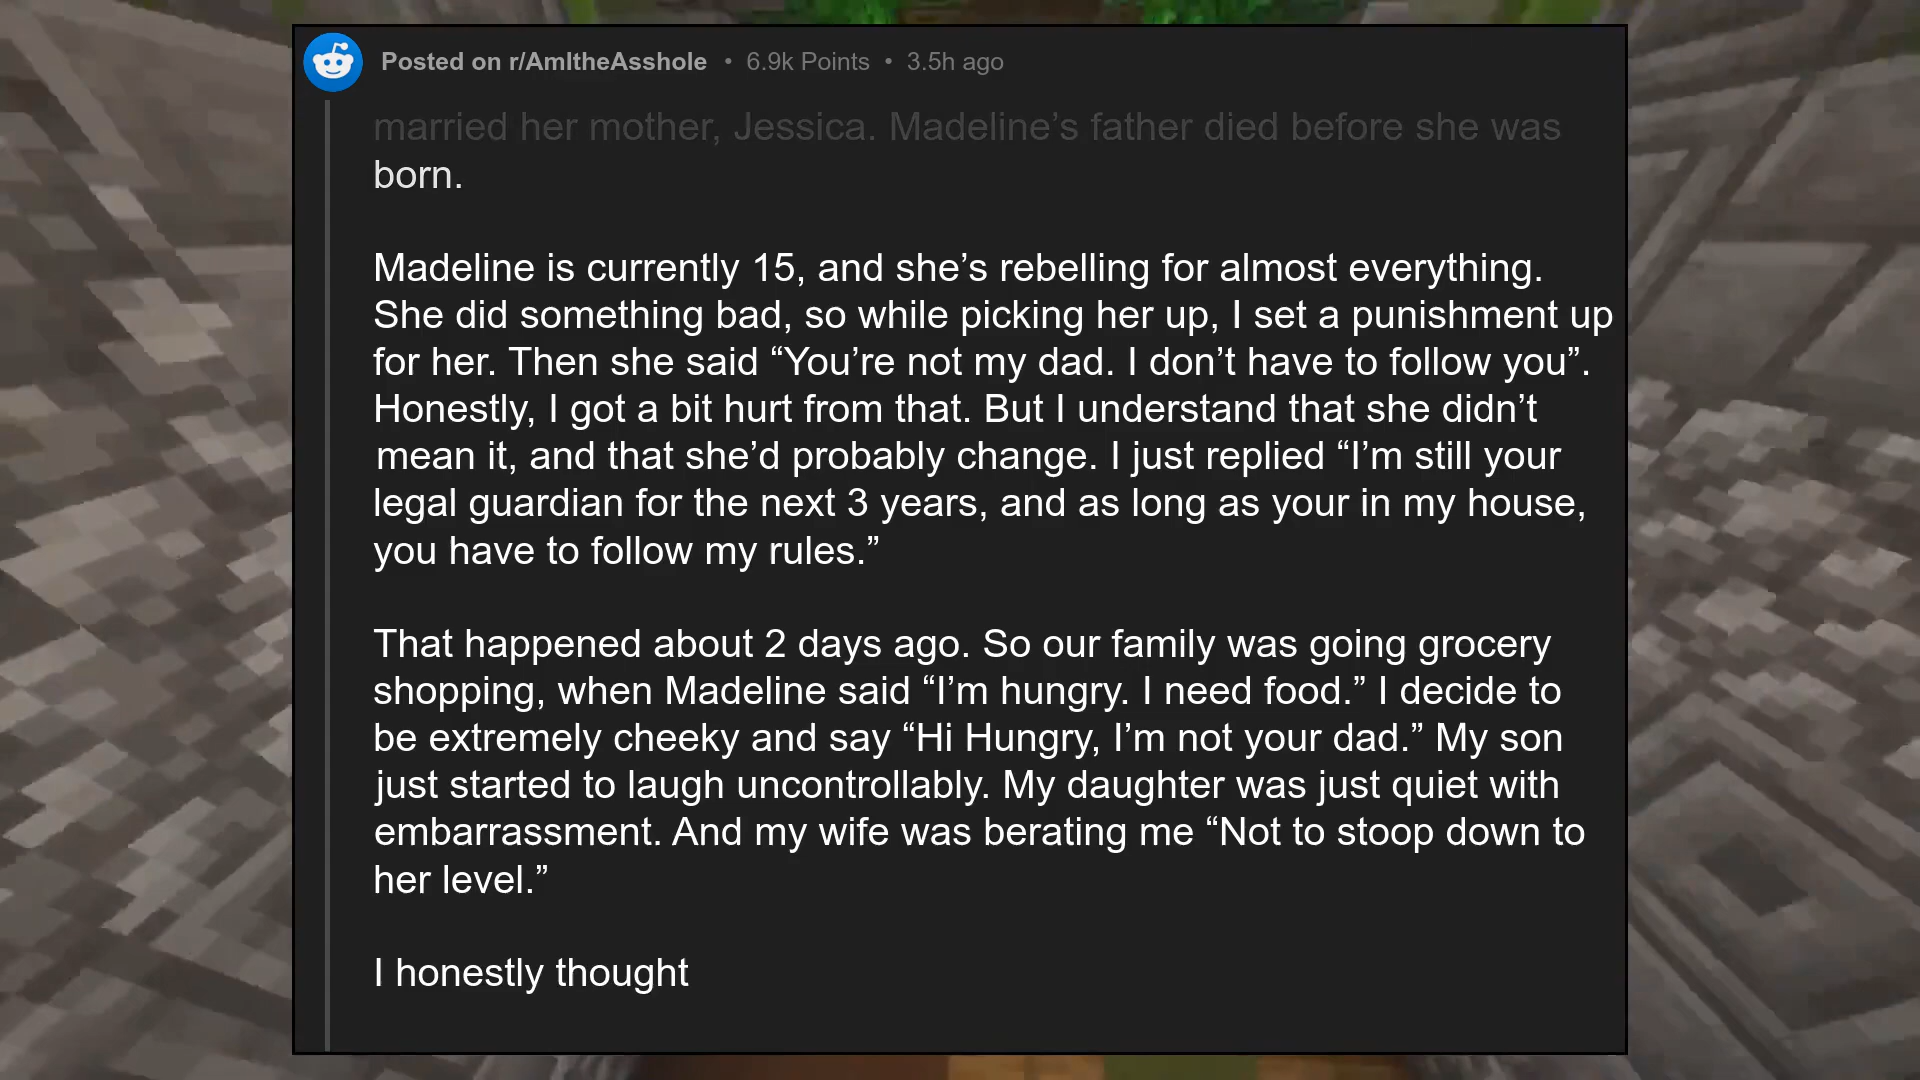 Posted on r/AmItheAsshole • 6.9k Points • 3.5h ago
married her mother, Jessica. Madeline’s father died before she was
born.
Madeline is currently 15, and she’s rebelling for almost everything.
She did something bad, so while picking her up, I set a punishment up
for her. Then she said “You’re not my dad. I don’t have to follow you”.
Honestly, I got a bit hurt from that. But I understand that she didn’t
mean it, and that she’d probably change. I just replied “I’m still your
legal guardian for the next 3 years, and as long as your in my house,
you have to follow my rules.”
That happened about 2 days ago. So our family was going grocery
shopping, when Madeline said “I’m hungry. I need food.” I decide to
be extremely cheeky and say “Hi Hungry, I’m not your dad.” My son
just started to laugh uncontrollably. My daughter was just quiet with
embarrassment. And my wife was berating me “Not to stoop down to
her level.”
I honestly thought